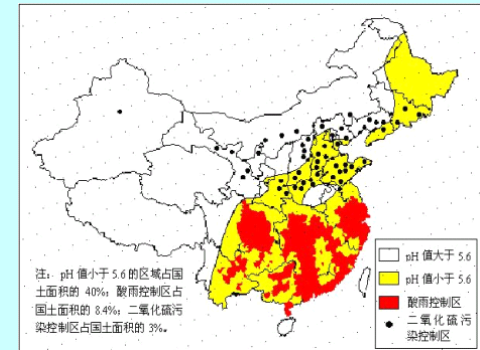 注：pH 值小于 5.6 的区域占国
土面积的 40%；酸雨控制区占
国土面积的 8.4%；二氧化硫污
染控制区占国土面积的 3%。
pH 值大于 5.6
pH 值小于 5.6
酸雨控制区
二氧化硫污
染控制区